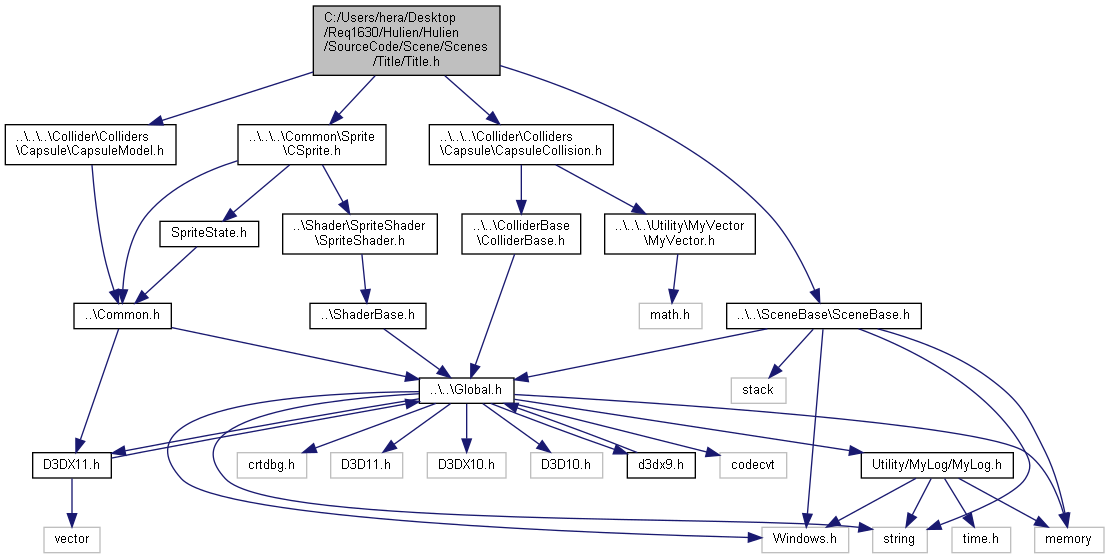 C:/Users/hera/Desktop
/Req1630/Hulien/Hulien
/SourceCode/Scene/Scenes
/Title/Title.h
..\..\..\Collider\Colliders
\Capsule\CapsuleModel.h
..\..\..\Common\Sprite
\CSprite.h
..\..\..\Collider\Colliders
\Capsule\CapsuleCollision.h
SpriteState.h
..\Shader\SpriteShader
\SpriteShader.h
..\..\ColliderBase
\ColliderBase.h
..\..\..\Utility\MyVector
\MyVector.h
..\Common.h
..\ShaderBase.h
math.h
..\..\SceneBase\SceneBase.h
..\..\Global.h
stack
D3DX11.h
crtdbg.h
D3D11.h
D3DX10.h
D3D10.h
d3dx9.h
codecvt
Utility/MyLog/MyLog.h
vector
Windows.h
string
time.h
memory